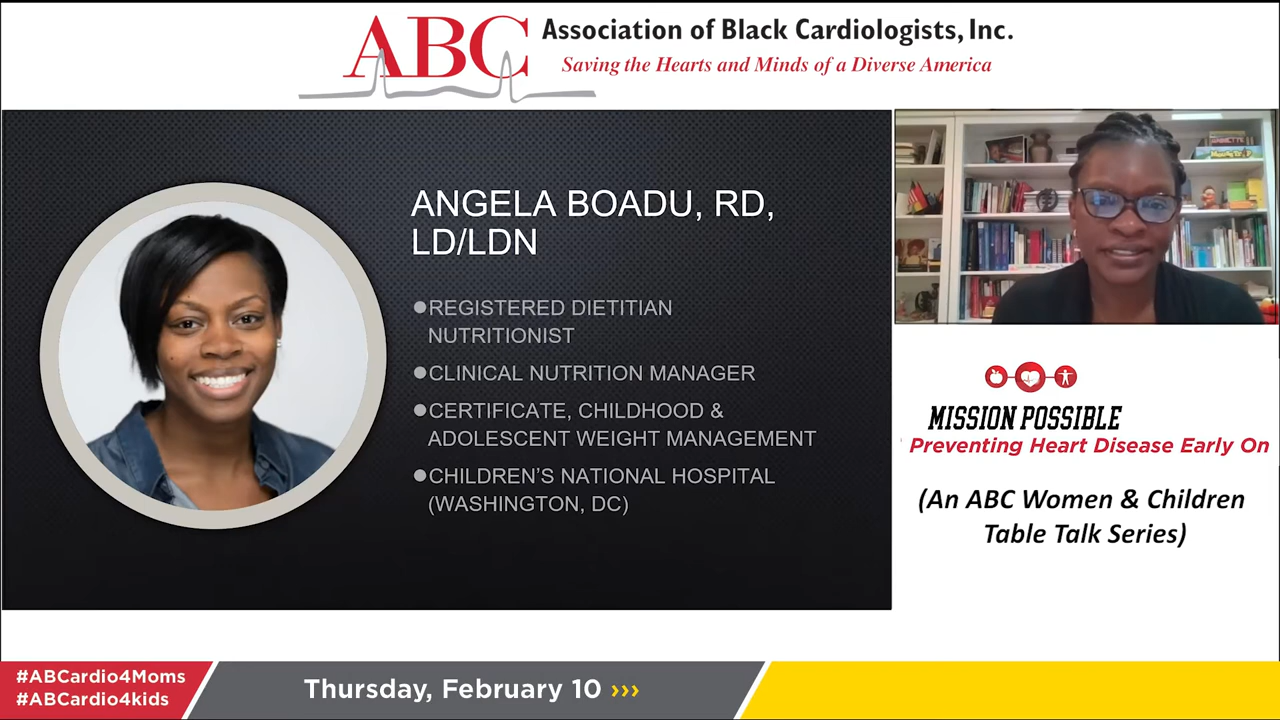 ABC Association of Black Cardiologists, Inc.
Saving the Hearts and Minds of a Diverse America
ANGELA BOADU, RD,
LD/LDN
●REGISTERED DIETITIAN
NUTRITIONIST
●CLINICAL NUTRITION MANAGER
●CERTIFICATE, CHILDHOOD &
ADOLESCENT WEIGHT MANAGEMENT
●CHILDREN'S NATIONAL HOSPITAL
(WASHINGTON, DC)
MISSION POSSIBLE
Preventing Heart Disease Early On
(An ABC Women & Children
Table Talk Series)
#ABCardio4Moms
#ABCardio4kids
Thursday, February 10 ›››